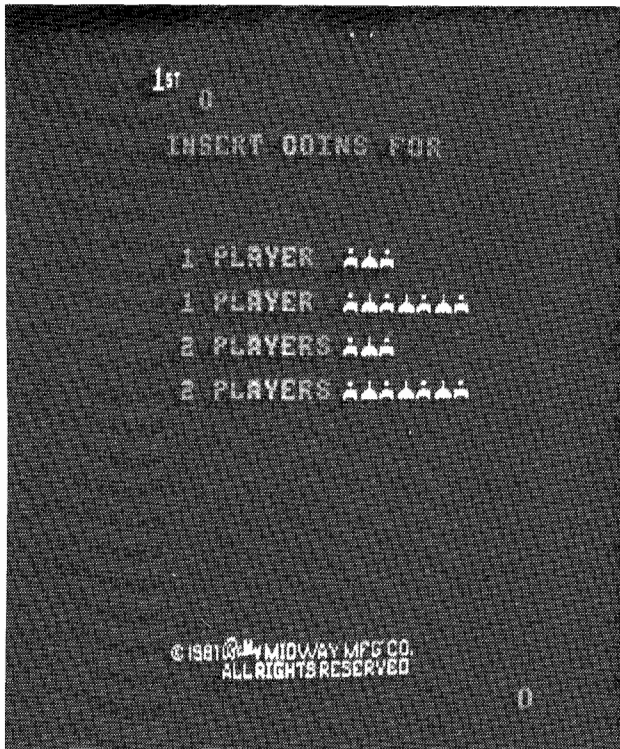 1ST
0
INSERT COINS FOR
1 PLAYER
1 PLAYER
2 PLAYERS
2 PLAYERS
© 1981 MIDWAY MFG CO.
ALL RIGHTS RESERVED
0